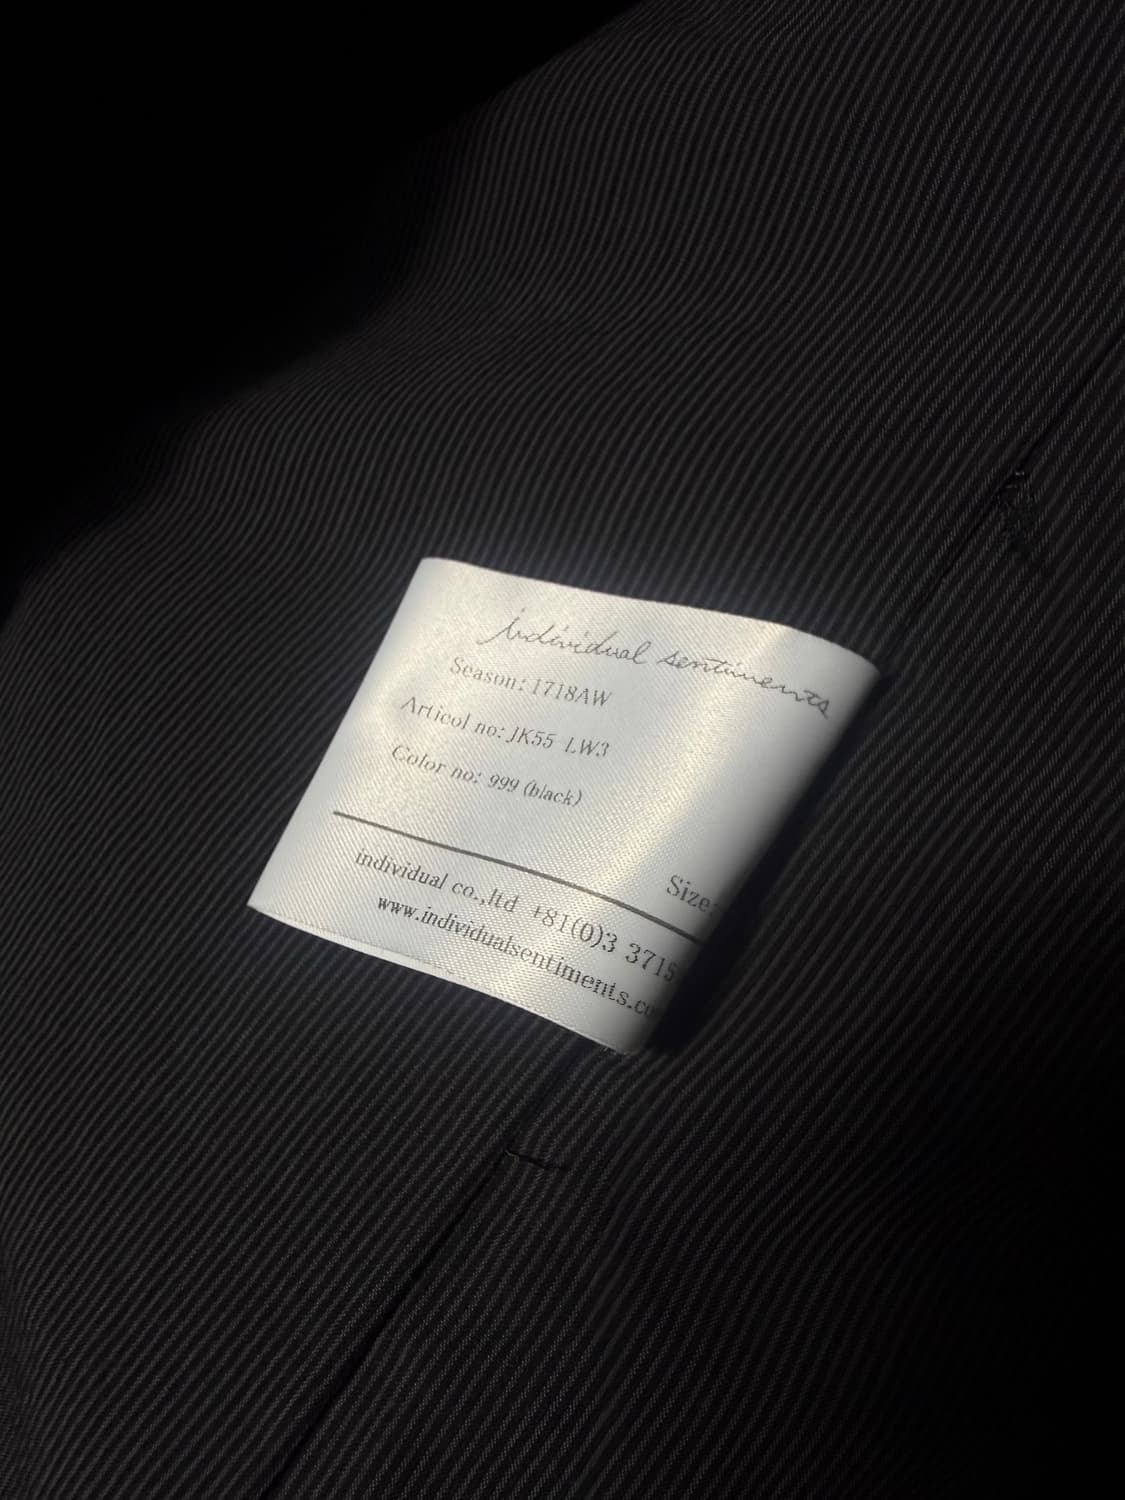 individual sentiments
Season: 1718AW
Articol no: JK55 LW3
Color no: 999 (black)
Size:
individual co.,ltd +81(0)3 3715
www.individualsentiments.co